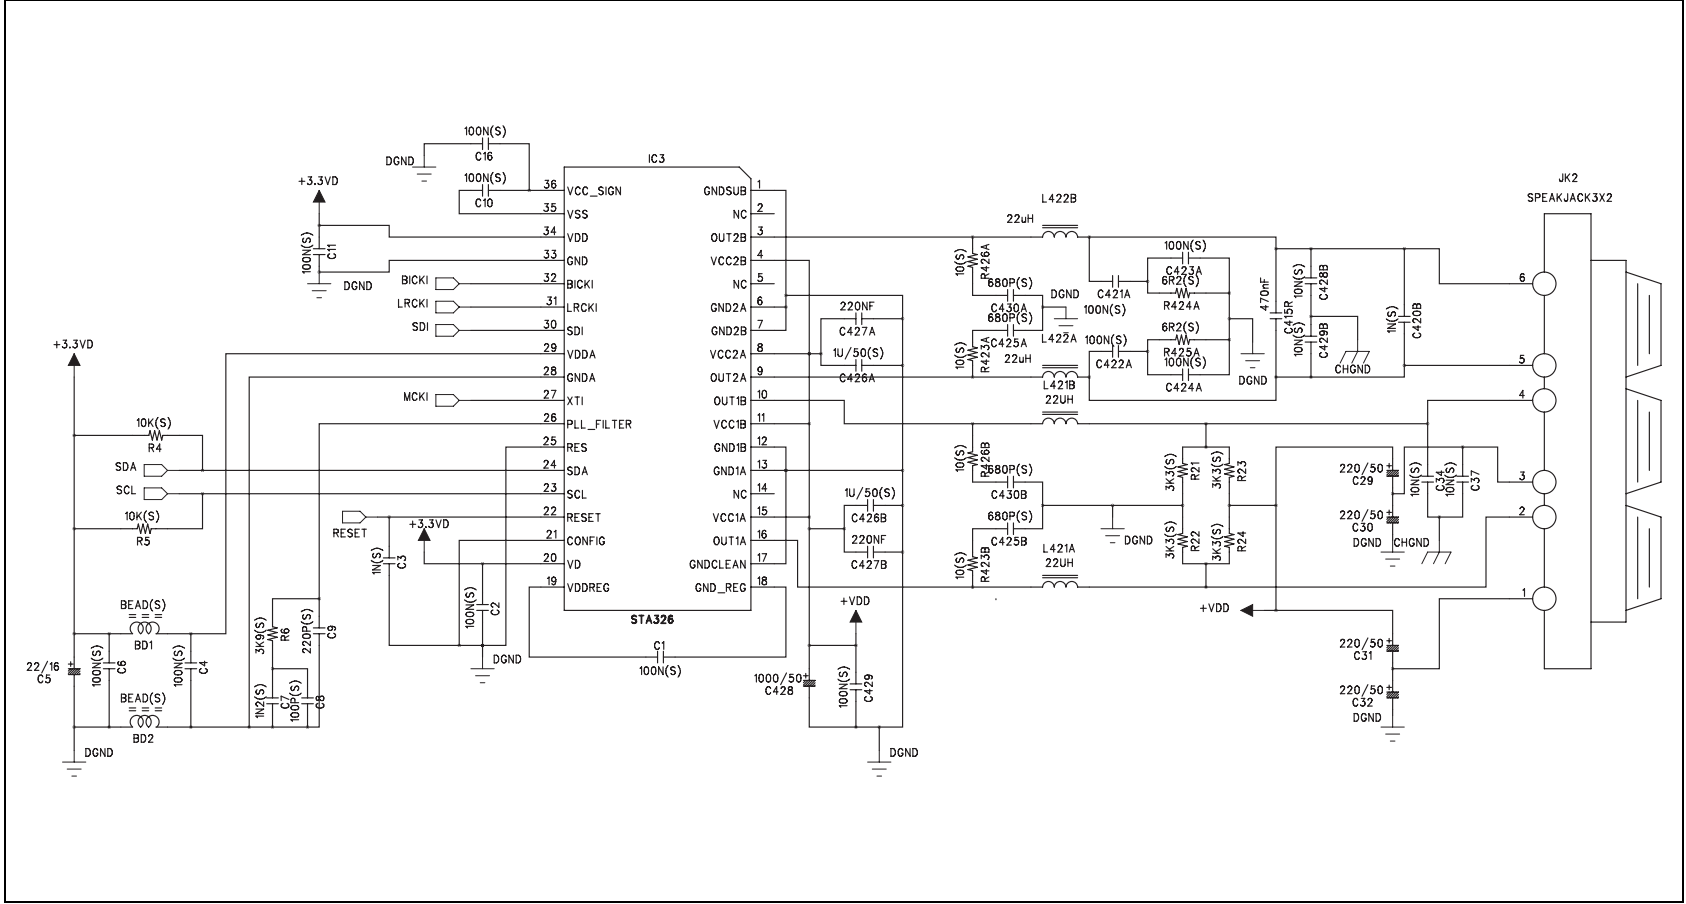 100N(S)
C16
DGND
100N(S)
C10
+3.3VD
100N(S)
C11
DGND
BICKI
LRCKI
SDI
MCKI
+3.3VD
10K(S)
R4
SDA
SCL
10K(S)
R5
RESET
+3.3VD
1N(S)
C3
100N(S)
C2
DGND
C1
100N(S)
BEAD(S)
BD1
22/16
C5
100N(S)
C6
100N(S)
C4
BEAD(S)
BD2
DGND
3K9(S)
R6
220P(S)
C9
1N2(S)
C7
100P(S)
C8
IC3
STA326
36 VCC_SIGN
35 VSS
34 VDD
33 GND
32 BICKI
31 LRCKI
30 SDI
29 VDDA
28 GNDA
27 XTI
26 PLL_FILTER
25 RES
24 SDA
23 SCL
22 RESET
21 CONFIG
20 VD
19 VDDREG
GNDSUB 1
NC 2
OUT2B 3
VCC2B 4
NC 5
GND2A 6
GND2B 7
VCC2A 8
OUT2A 9
OUT1B 10
VCC1B 11
GND1B 12
GND1A 13
NC 14
VCC1A 15
OUT1A 16
GNDCLEAN 17
GND_REG 18
220NF
C427A
1U/50(S)
C426A
1U/50(S)
C426B
220NF
C427B
+VDD
1000/50
C428
100N(S)
C429
DGND
L422B
22uH
10(S)
R426A
680P(S)
C430A
DGND
680P(S)
C425A
10(S)
R423A
L422A
22uH
L421B
22UH
10(S)
R426B
680P(S)
C430B
680P(S)
C425B
10(S)
R423B
DGND
L421A
22UH
C421A
100N(S)
100N(S)
C423A
6R2(S)
R424A
100N(S)
C422A
6R2(S)
R425A
100N(S)
C424A
DGND
470nF
C415R
10N(S)
C428B
10N(S)
C429B
CHGND
1N(S)
C420B
3K3(S)
R21
3K3(S)
R23
3K3(S)
R22
3K3(S)
R24
220/50
C29
220/50
C30
DGND
10N(S)
C34
10N(S)
C37
CHGND
+VDD
220/50
C31
220/50
C32
DGND
JK2
SPEAKJACK3X2
6
5
4
3
2
1